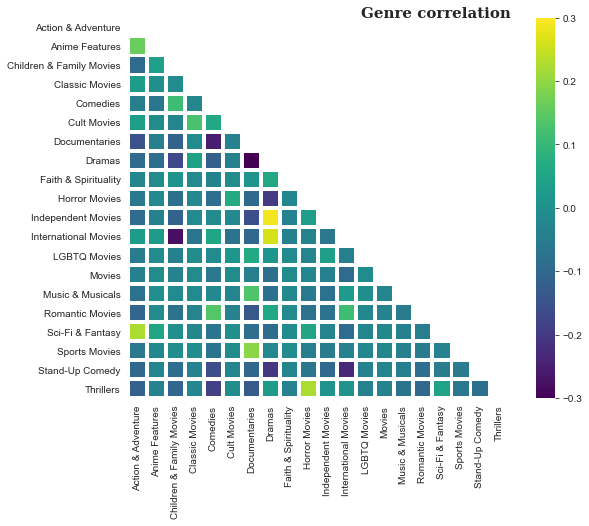 Genre correlation
Action & Adventure
Anime Features
Children & Family Movies
Classic Movies
Comedies
Cult Movies
Documentaries
Dramas
Faith & Spirituality
Horror Movies
Independent Movies
International Movies
LGBTQ Movies
Movies
Music & Musicals
Romantic Movies
Sci-Fi & Fantasy
Sports Movies
Stand-Up Comedy
Thrillers
Action & Adventure
Anime Features
Children & Family Movies
Classic Movies
Comedies
Cult Movies
Documentaries
Dramas
Faith & Spirituality
Horror Movies
Independent Movies
International Movies
LGBTQ Movies
Movies
Music & Musicals
Romantic Movies
Sci-Fi & Fantasy
Sports Movies
Stand-Up Comedy
Thrillers
0.3
0.2
0.1
0.0
−0.1
−0.2
−0.3